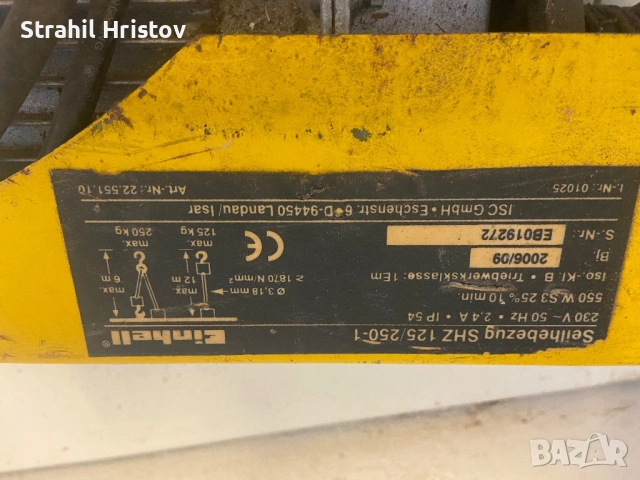 Strahil Hristov
Einhell®
Seilhebezug SHZ 125/250-1
230 V ~ 50 Hz • 2.4 A • IP 54
550 W S3 25% 10 min.
Iso.-Kl. B • Triebwerksklasse: 1Em
Bj. 2006/09
S.-Nr.: EB019272
max. 12 m
max. 6 m
Ø 3,18 mm
≥ 1870 N/mm²
max. 125 kg
max. 250 kg
CE
ISC GmbH • Eschenstr. 6 • D-94450 Landau/Isar
I.-Nr.: 01025
Art.-Nr.: 22.551.10
bazar